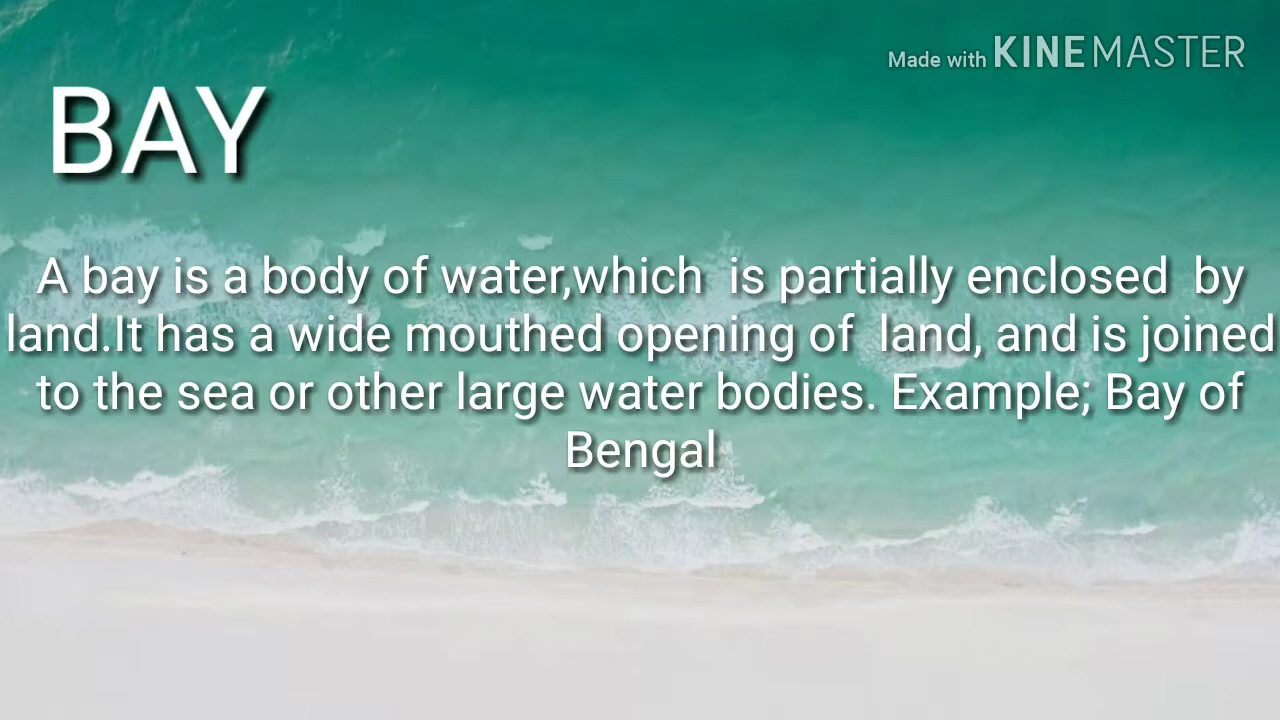 Made with KINEMASTER
BAY
A bay is a body of water,which  is partially enclosed  by
land.It has a wide mouthed opening of  land, and is joined
to the sea or other large water bodies. Example; Bay of
Bengal